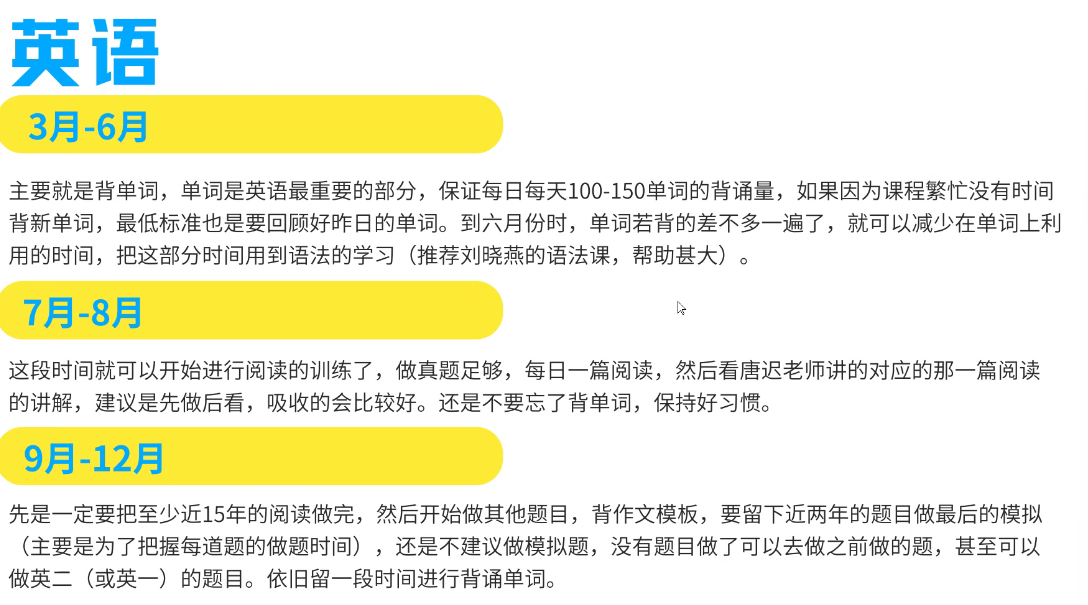 英语
3月-6月
主要就是背单词，单词是英语最重要的部分，保证每日每天100-150单词的背诵量，如果因为课程繁忙没有时间
背新单词，最低标准也是要回顾好昨日的单词。到六月份时，单词若背的差不多一遍了，就可以减少在单词上利
用的时间，把这部分时间用到语法的学习（推荐刘晓燕的语法课，帮助甚大）。
7月-8月
这段时间就可以开始进行阅读的训练了，做真题足够，每日一篇阅读，然后看唐迟老师讲的对应的那一篇阅读
的讲解，建议是先做后看，吸收的会比较好。还是不要忘了背单词，保持好习惯。
9月-12月
先是一定要把至少近15年的阅读做完，然后开始做其他题目，背作文模板，要留下近两年的题目做最后的模拟
（主要是为了把握每道题的做题时间），还是不建议做模拟题，没有题目做了可以去做之前做的题，甚至可以
做英二（或英一）的题目。依旧留一段时间进行背诵单词。